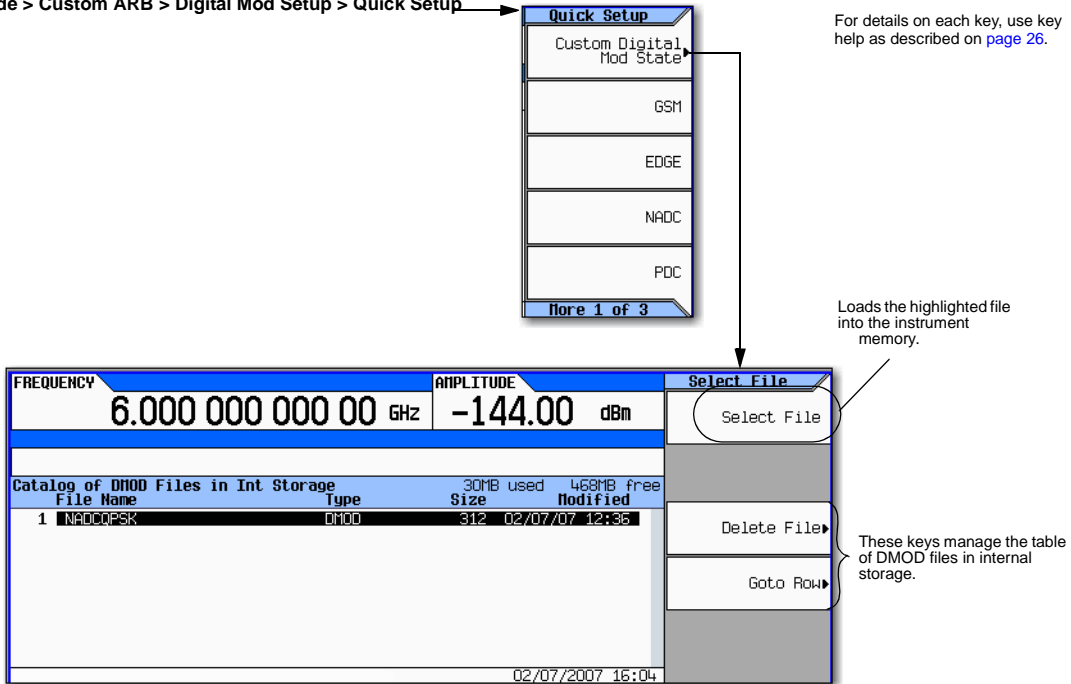 de > Custom ARB > Digital Mod Setup > Quick Setup
Quick Setup
Custom Digital
Mod State
GSM
EDGE
NADC
PDC
More 1 of 3
For details on each key, use key
help as described on page 26.
Loads the highlighted file
into the instrument
memory.
FREQUENCY
6.000 000 000 00 GHz
AMPLITUDE
-144.00 dBm
Select File
Select File
Catalog of DMOD Files in Int Storage 30MB used 468MB free
File Name Type Size Modified
1 NADCQPSK DMOD 312 02/07/07 12:36
Delete File
Goto Row
These keys manage the table
of DMOD files in internal
storage.
02/07/2007 16:04